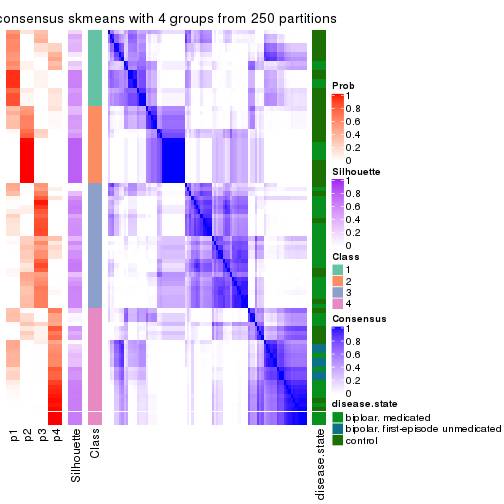 consensus skmeans with 4 groups from 250 partitions
Prob
1
0.8
0.6
0.4
0.2
0
Silhouette
1
0.8
0.6
0.4
0.2
0
Class
1
2
3
4
Consensus
1
0.8
0.6
0.4
0.2
0
disease.state
biploar, medicated
bipolar, first-episode unmedicated
control
p1
p2
p3
p4
Silhouette
Class
disease.state